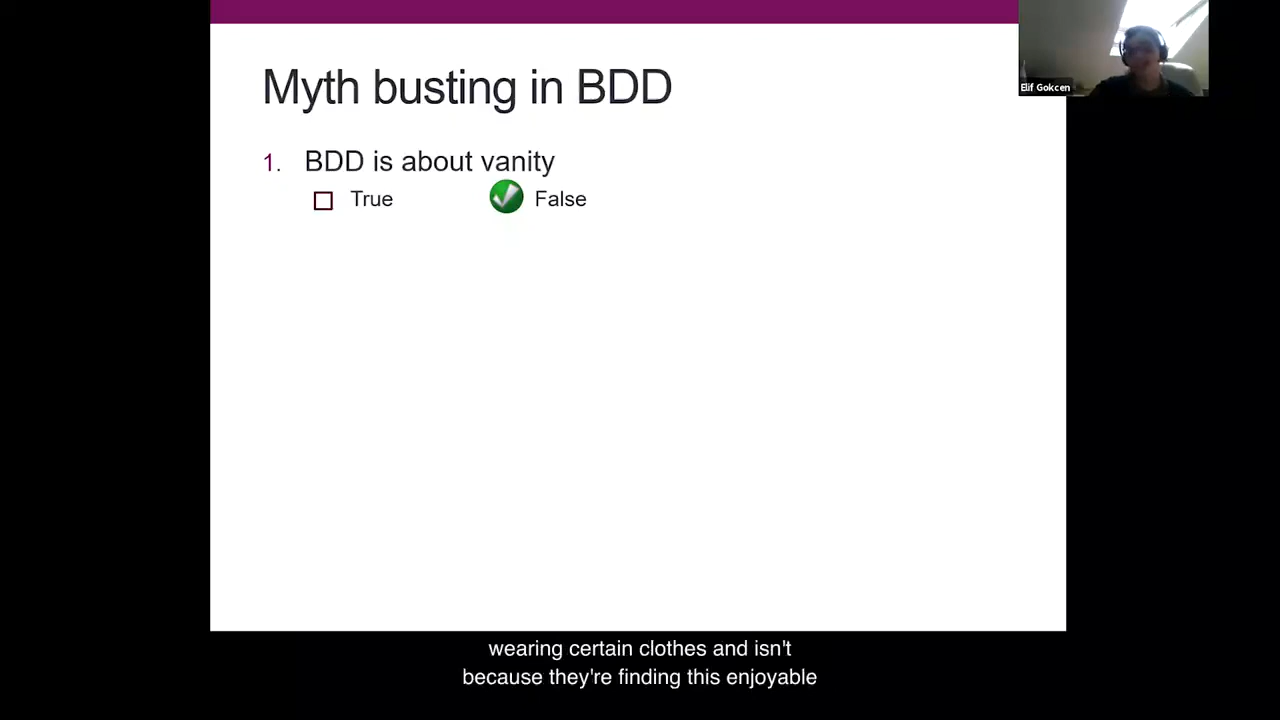 Myth busting in BDD
Elif Gokcen
1. BDD is about vanity
True False
wearing certain clothes and isn't
because they're finding this enjoyable